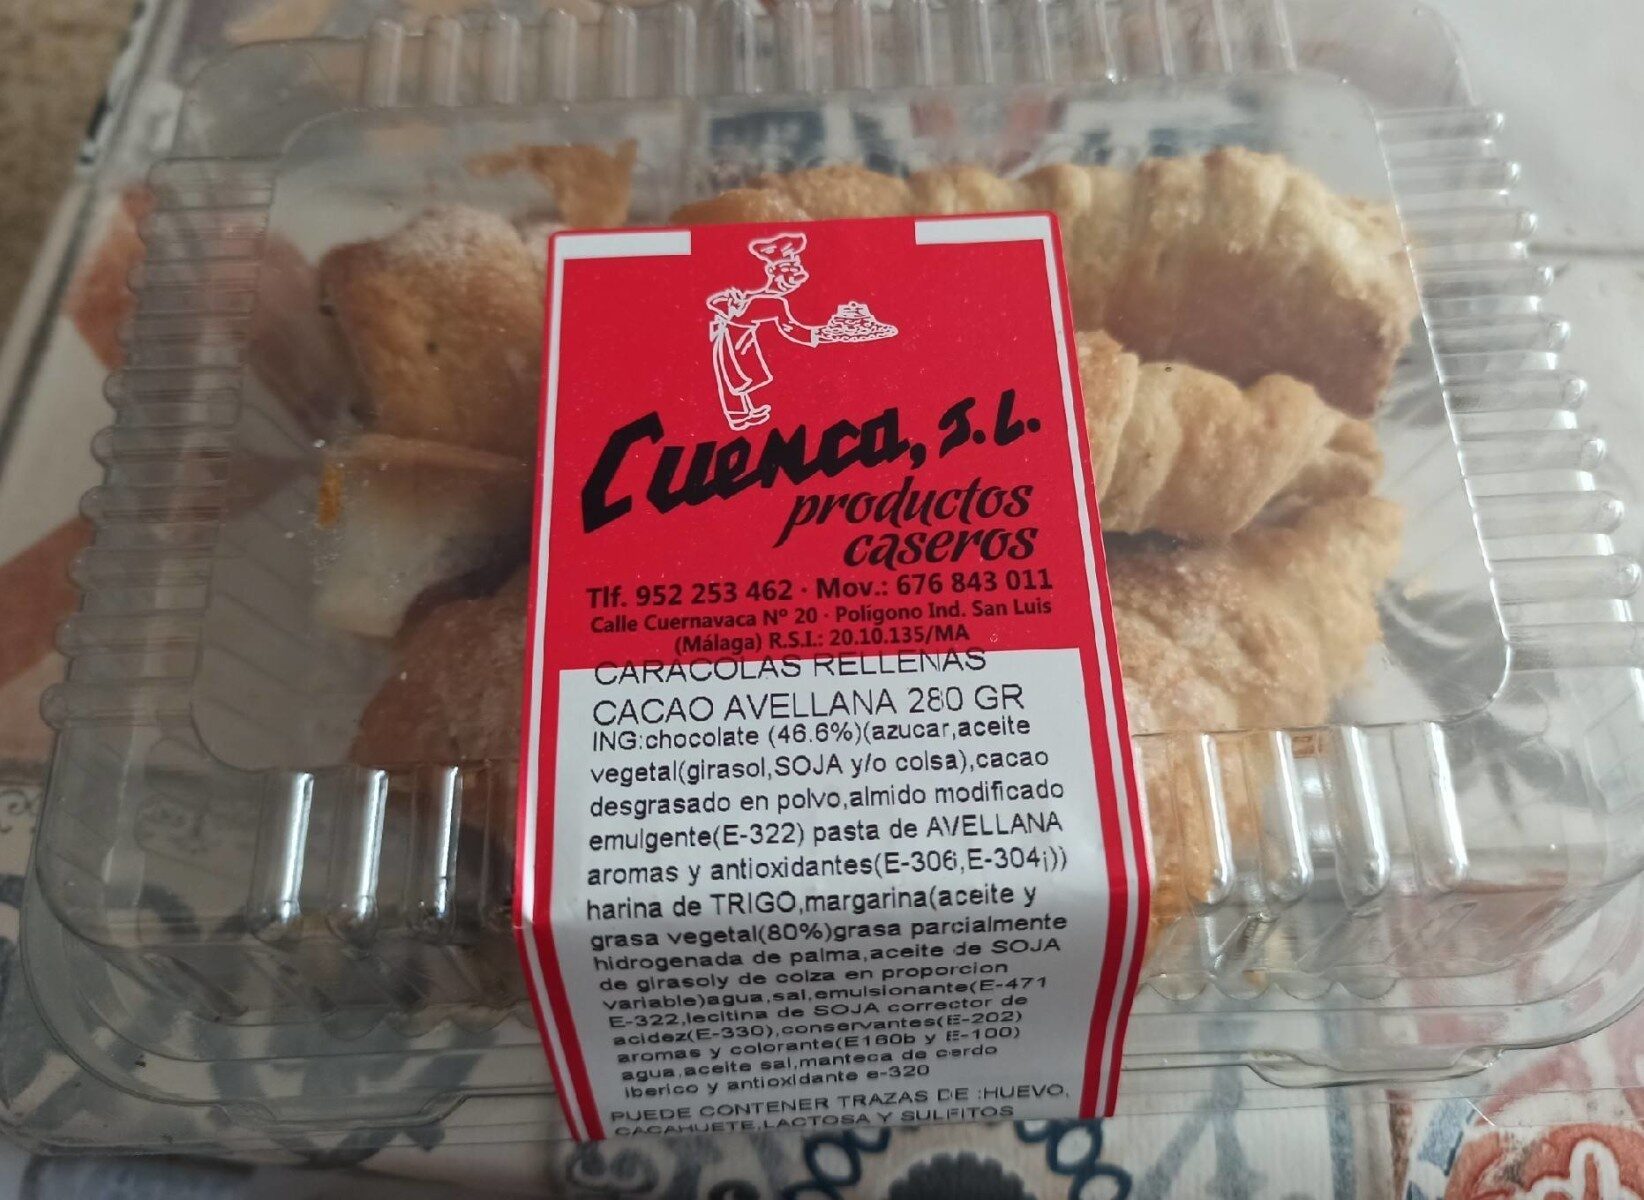 Cuenca, S.L.
productos
caseros
Tlf. 952 253 462 · Mov.: 676 843 011
Calle Cuernavaca Nº 20 · Polígono Ind. San Luis
(Málaga) R.S.I.: 20.10.135/MA
CARACOLAS RELLENAS
CACAO AVELLANA 280 GR
ING:chocolate (46.6%)(azucar,aceite
vegetal(girasol,SOJA y/o colsa),cacao
desgrasado en polvo,almido modificado
emulgente(E-322) pasta de AVELLANA
aromas y antioxidantes(E-306,E-304¡))
harina de TRIGO,margarina(aceite y
grasa vegetal(80%)grasa parcialmente
hidrogenada de palma,aceite de SOJA
de girasoly de colza en proporcion
variable)agua,sal,emulsionante(E-471
E-322,lecitina de SOJA corrector de
acidez(E-330),conservantes(E-202)
aromas y colorante(E160b y E-100)
agua,aceite sal,manteca de cerdo
iberico y antioxidante e-320
PUEDE CONTENER TRAZAS DE :HUEVO,
CACAHUETE,LACTOSA Y SULFITOS